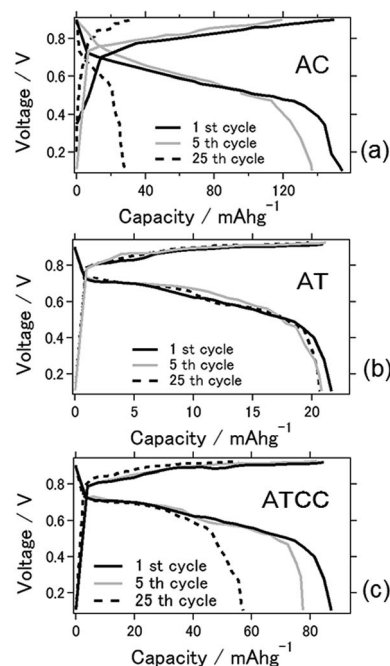 0.8
0.6
0.4
0.2
Voltage / V
AC
1 st cycle
5 th cycle
25 th cycle
(a)
0 40 80 120
Capacity / mAhg⁻¹
0.8
0.6
0.4
0.2
Voltage / V
AT
1 st cycle
5 th cycle
25 th cycle
(b)
0 5 10 15 20
Capacity / mAhg⁻¹
0.8
0.6
0.4
0.2
Voltage / V
ATCC
1 st cycle
5 th cycle
25 th cycle
(c)
0 20 40 60 80
Capacity / mAhg⁻¹